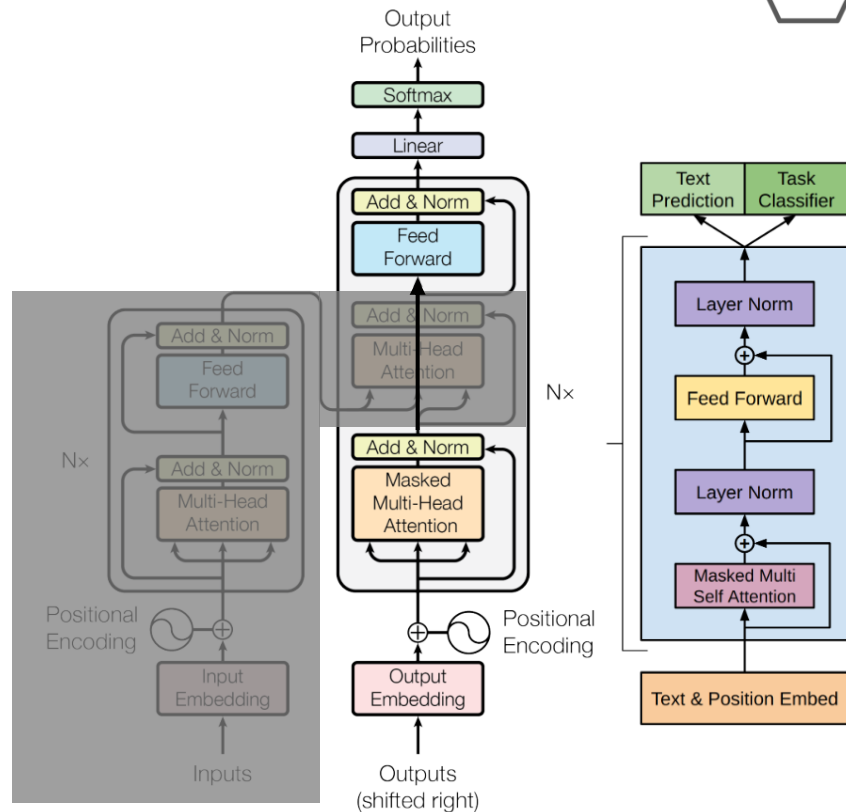 Output
Probabilities
Softmax
Linear
Add & Norm
Feed
Forward
Add & Norm
Multi-Head
Attention
Add & Norm
Masked
Multi-Head
Attention
N×
Positional
Encoding
Output
Embedding
Outputs
(shifted right)
Add & Norm
Feed
Forward
N×
Add & Norm
Multi-Head
Attention
Positional
Encoding
Input
Embedding
Inputs
Text
Prediction
Task
Classifier
Layer Norm
Feed Forward
Layer Norm
Masked Multi
Self Attention
Text & Position Embed